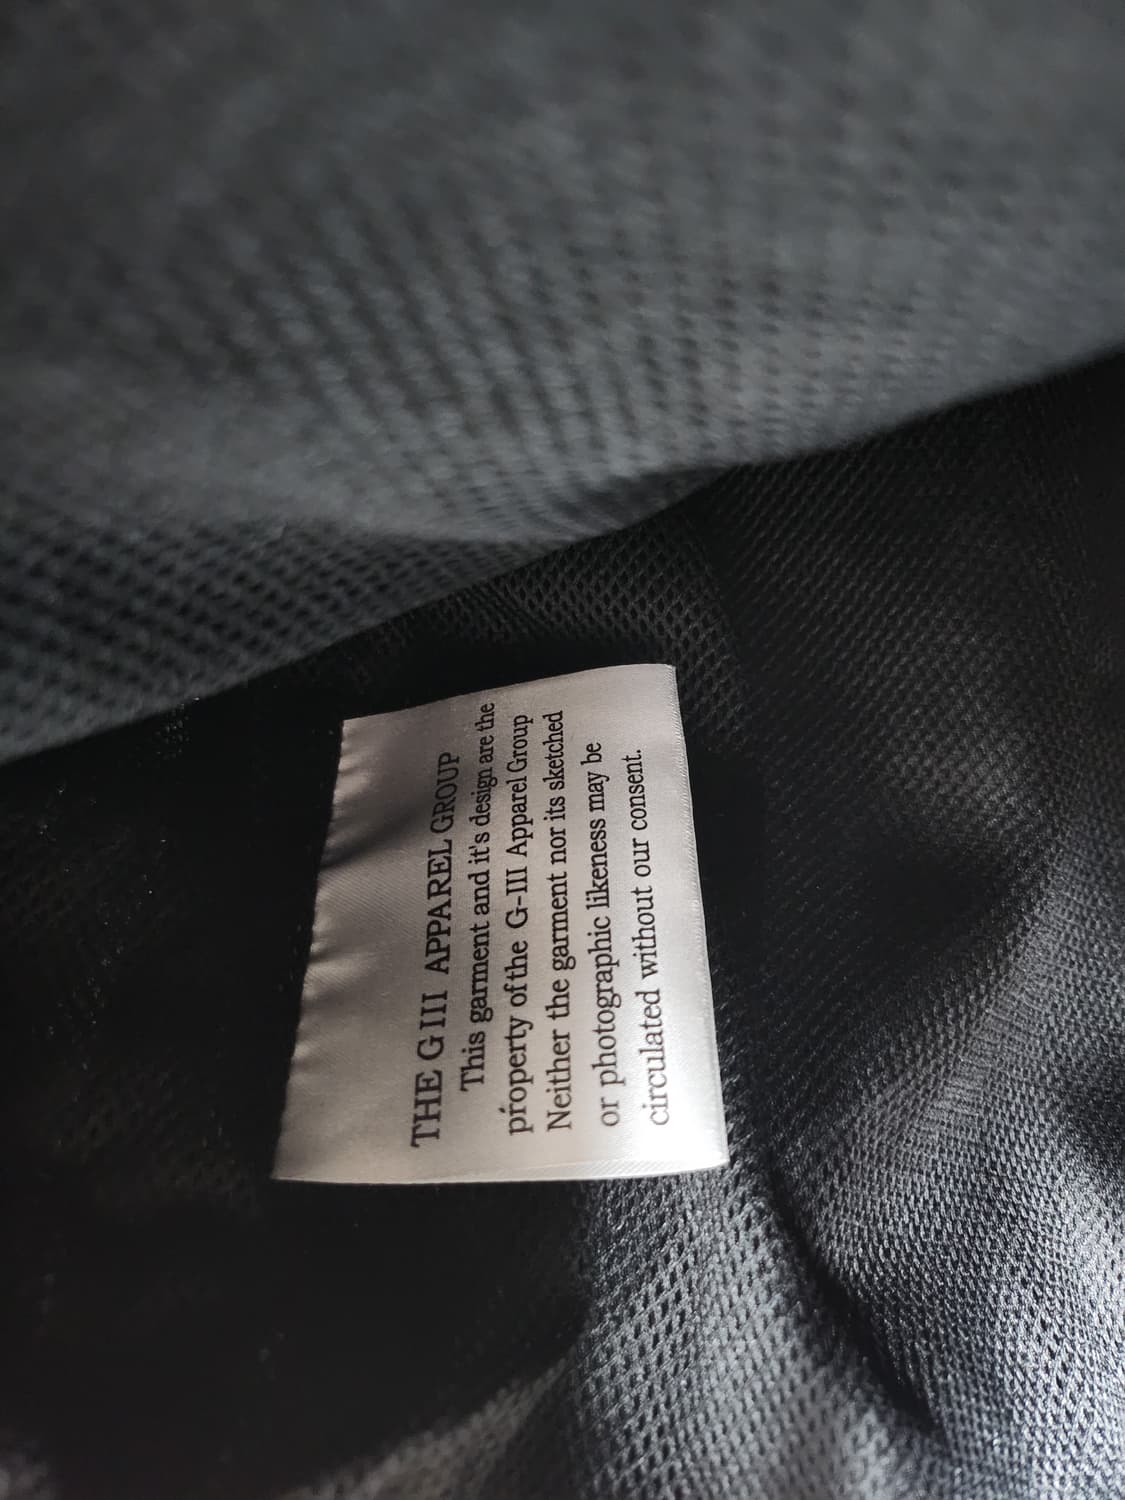 THE G III APPAREL GROUP
This garment and it's design are the
property of the G-III Apparel Group
Neither the garment nor its sketched
or photographic likeness may be
circulated without our consent.